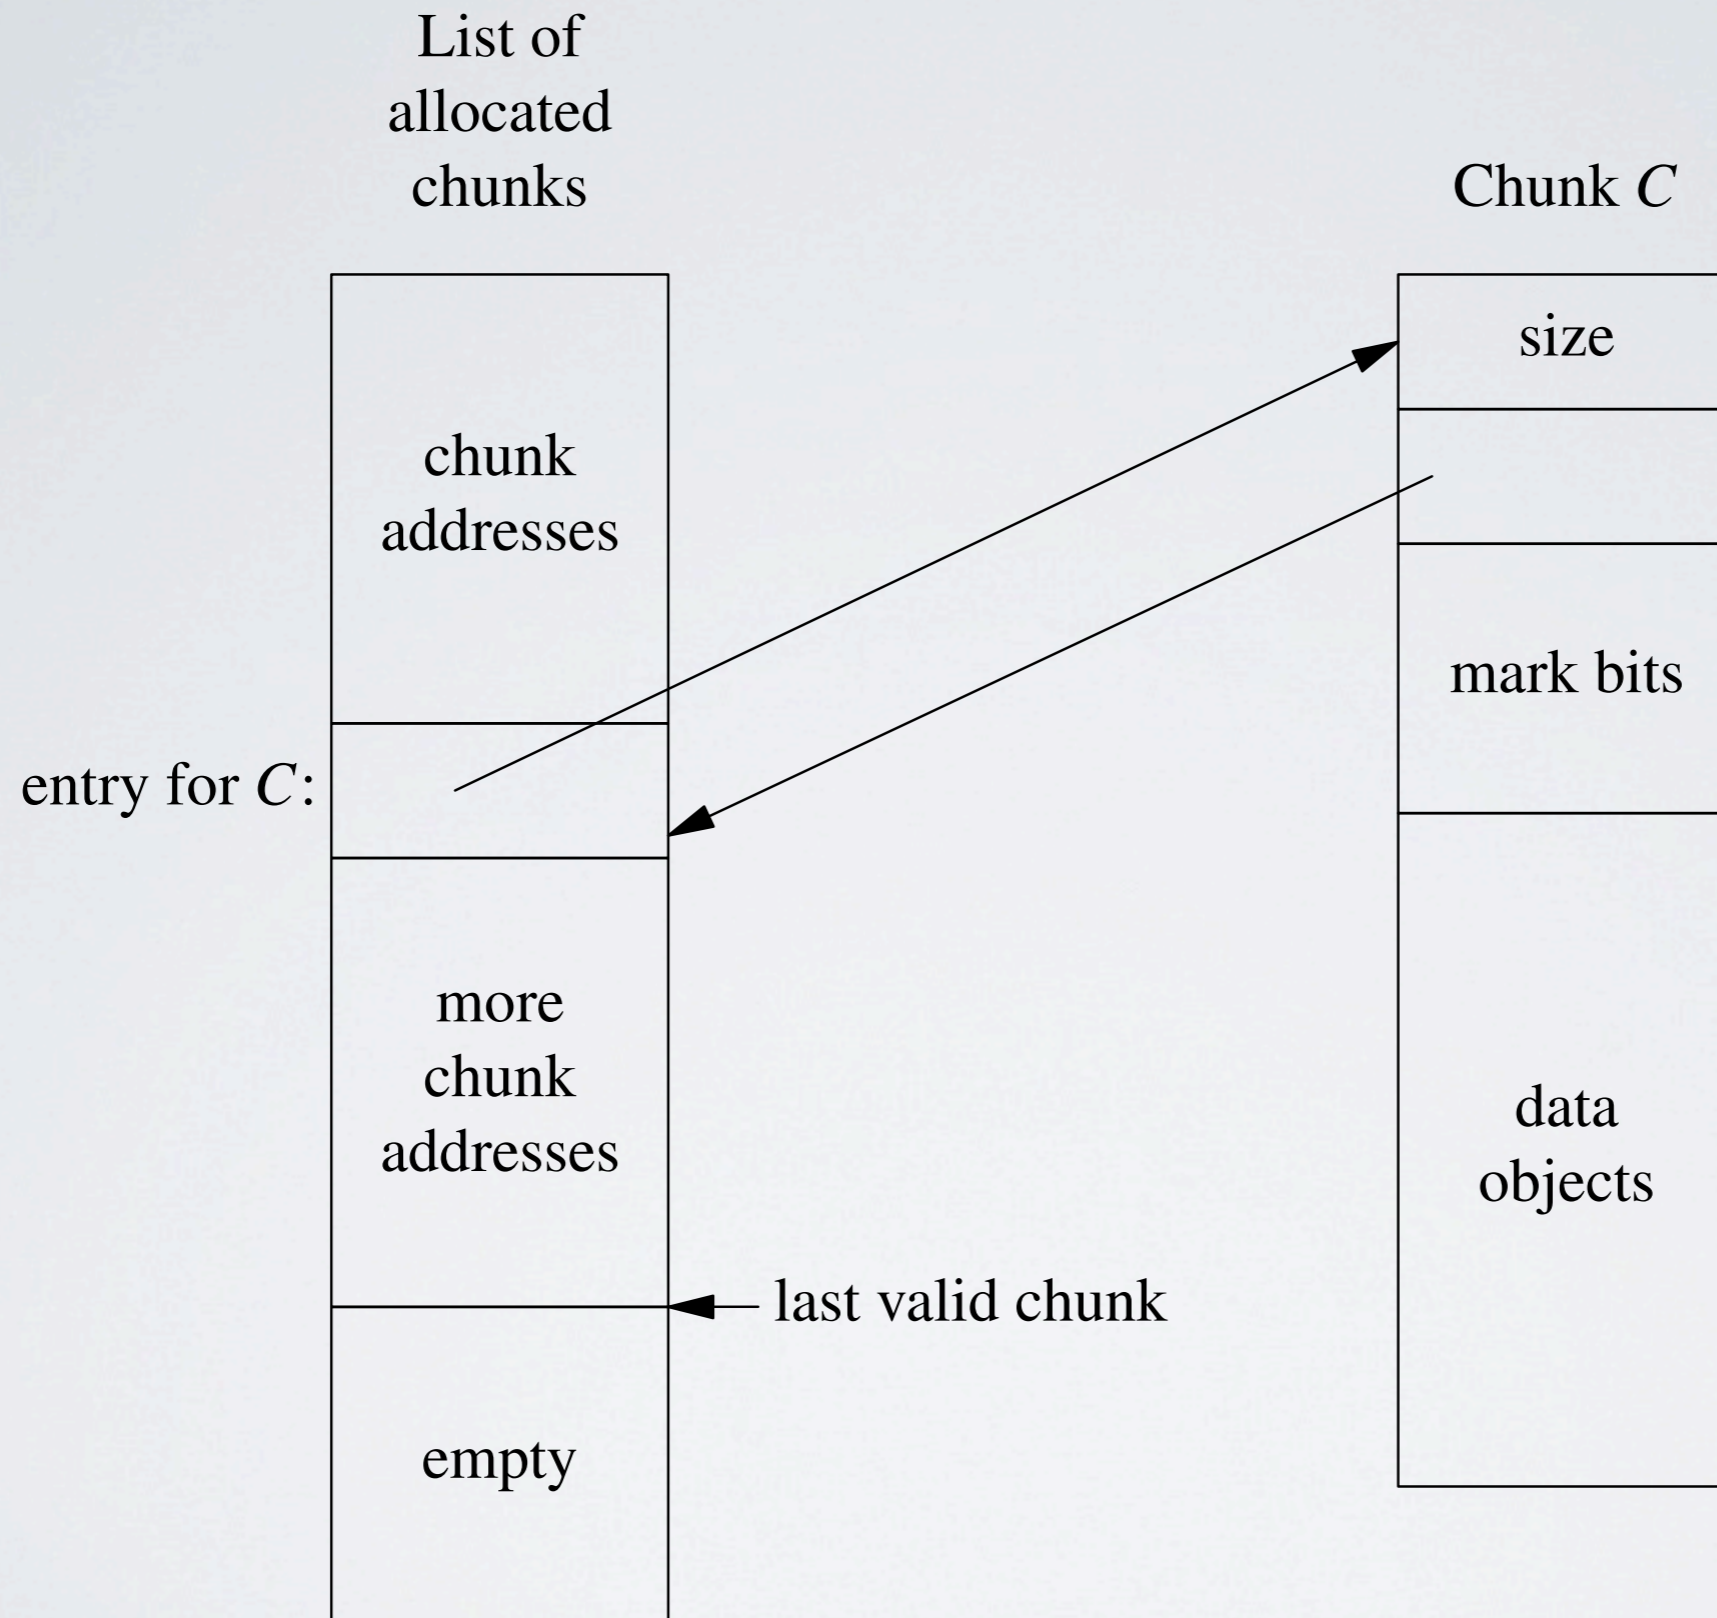 List of
allocated
chunks
chunk
addresses
entry for C:
more
chunk
addresses
last valid chunk
empty
Chunk C
size
mark bits
data
objects